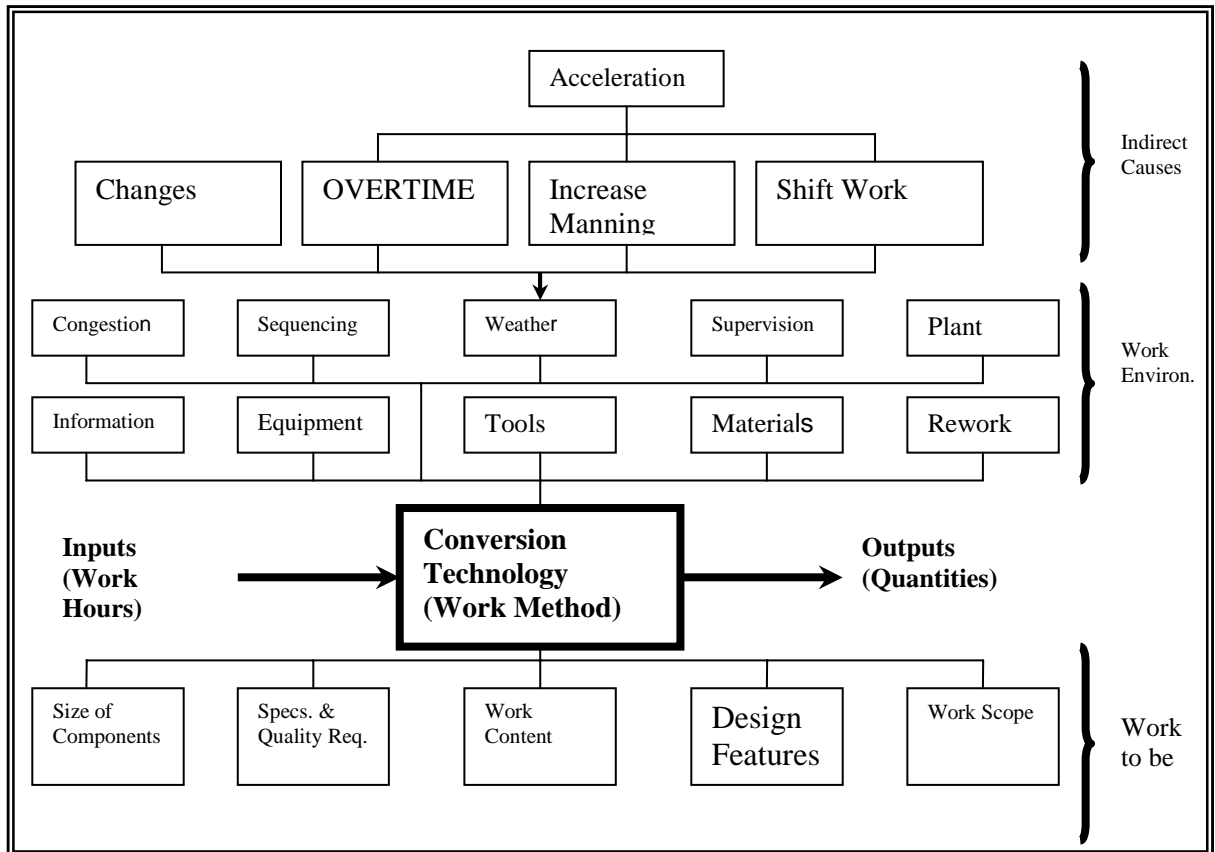 Acceleration
Indirect
Causes
Changes
OVERTIME
Increase
Manning
Shift Work
Congestion
Sequencing
Weather
Supervision
Plant
Work
Environ.
Information
Equipment
Tools
Materials
Rework
Inputs
(Work
Hours)
Conversion
Technology
(Work Method)
Outputs
(Quantities)
Size of
Components
Specs. &
Quality Req.
Work
Content
Design
Features
Work Scope
Work
to be